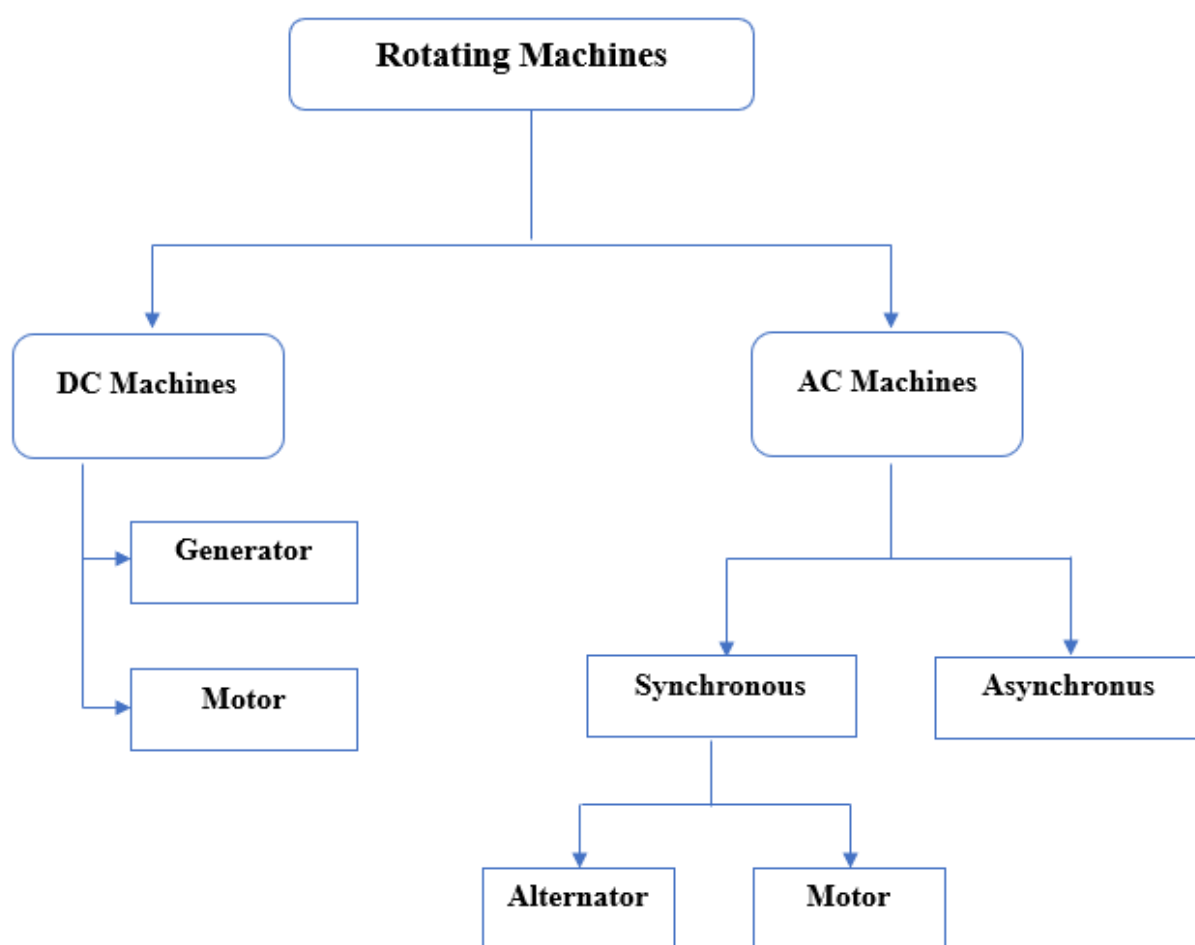 Rotating Machines
DC Machines
AC Machines
Generator
Motor
Synchronous
Asynchronus
Alternator
Motor